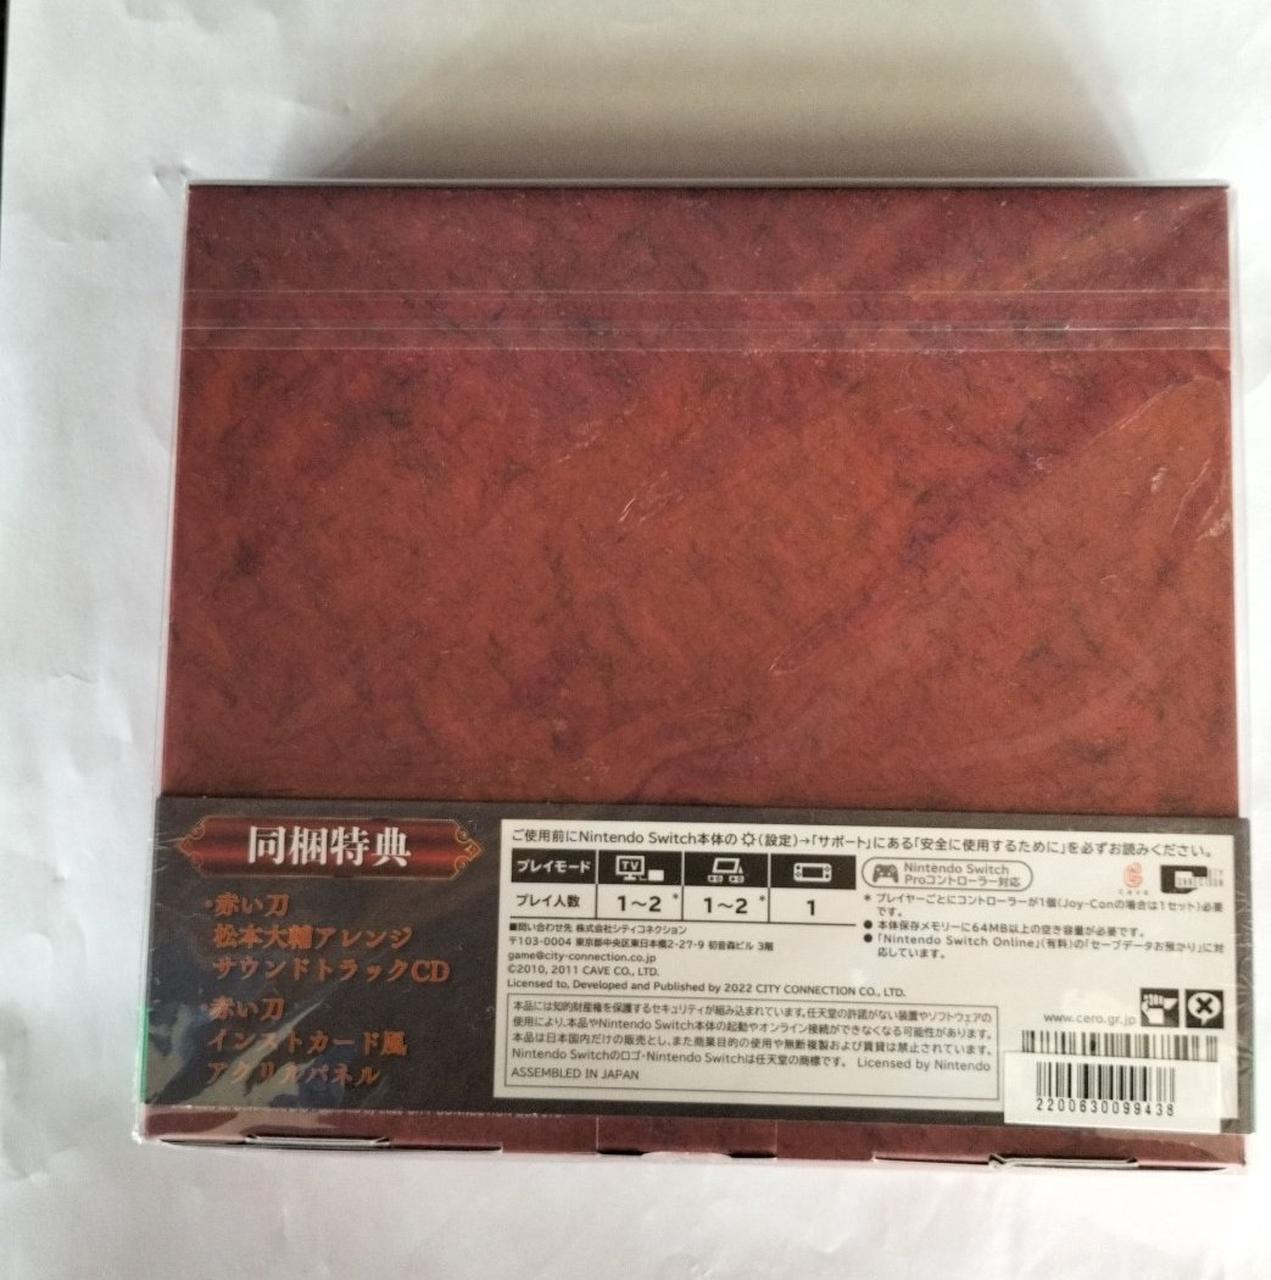 同梱特典
・赤い刀
松本大輔アレンジ
サウンドトラックCD
・赤い刀
インストカード風
アクリルパネル
ご使用前にNintendo Switch本体の(設定)→「サポート」にある「安全に使用するために」を必ずお読みください。
プレイモード TV
プレイ人数 1～2* 1～2* 1
Nintendo Switch
Proコントローラー対応
CAVE
CITY CONNECTION
* プレイヤーごとにコントローラーが1個(Joy-Conの場合は1セット)必要
です。
● 本体保存メモリーに64MB以上の空き容量が必要です。
● 「Nintendo Switch Online」(有料)の「セーブデータお預かり」に対
応しています。
■問い合わせ先 株式会社シティコネクション
〒103-0004 東京都中央区東日本橋2-27-9 初音森ビル 3階
game@city-connection.co.jp
©2010, 2011 CAVE CO., LTD.
Licensed to, Developed and Published by 2022 CITY CONNECTION CO., LTD.
本品には知的財産権を保護するセキュリティが組み込まれています。任天堂の許諾がない装置やソフトウェアの
使用により、本品やNintendo Switch本体の起動やオンライン接続ができなくなる可能性があります。
本品は日本国内だけの販売とし、また商業目的の使用や無断複製および賃貸は禁止されています。
Nintendo Switchのロゴ・Nintendo Switchは任天堂の商標です。 Licensed by Nintendo
ASSEMBLED IN JAPAN
www.cero.gr.jp
2200630099438